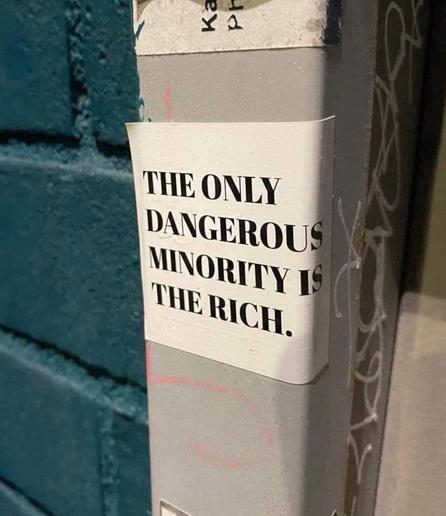 THE ONLY
DANGEROUS
MINORITY IS
THE RICH.